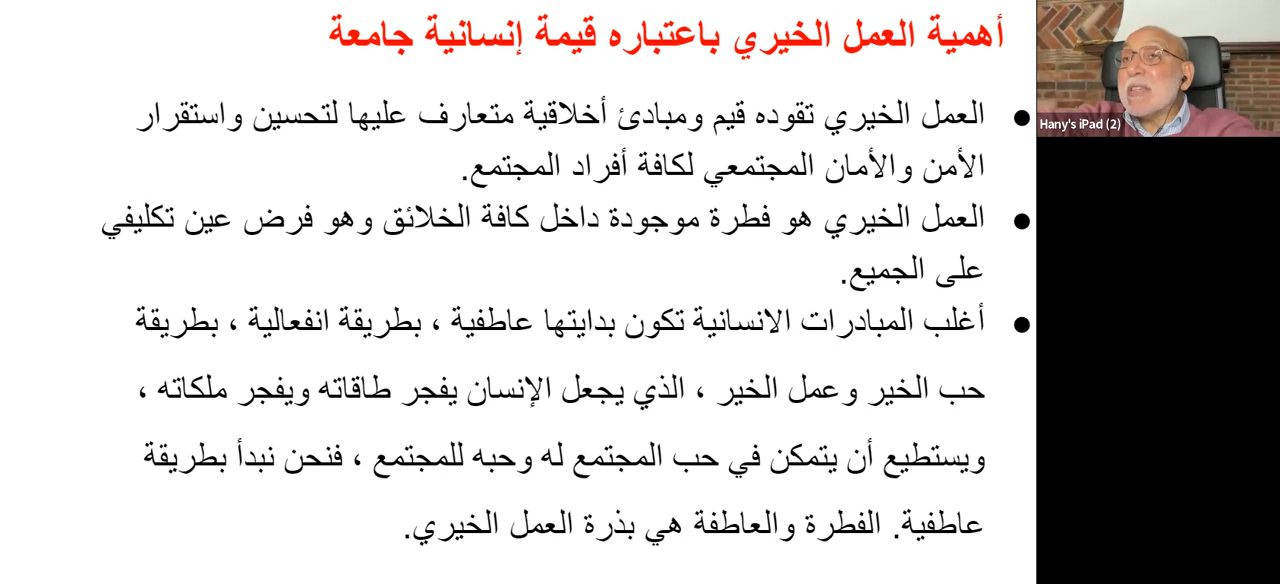 أهمية العمل الخيري باعتباره قيمة إنسانية جامعة
● العمل الخيري تقوده قيم ومبادئ أخلاقية متعارف عليها لتحسين واستقرار
الأمن والأمان المجتمعي لكافة أفراد المجتمع.
● العمل الخيري هو فطرة موجودة داخل كافة الخلائق وهو فرض عين تكليفي
على الجميع.
● أغلب المبادرات الانسانية تكون بدايتها عاطفية ، بطريقة انفعالية ، بطريقة
حب الخير وعمل الخير ، الذي يجعل الإنسان يفجر طاقاته ويفجر ملكاته ،
ويستطيع أن يتمكن في حب المجتمع له وحبه للمجتمع ، فنحن نبدأ بطريقة
عاطفية. الفطرة والعاطفة هي بذرة العمل الخيري.
Hany's iPad (2)